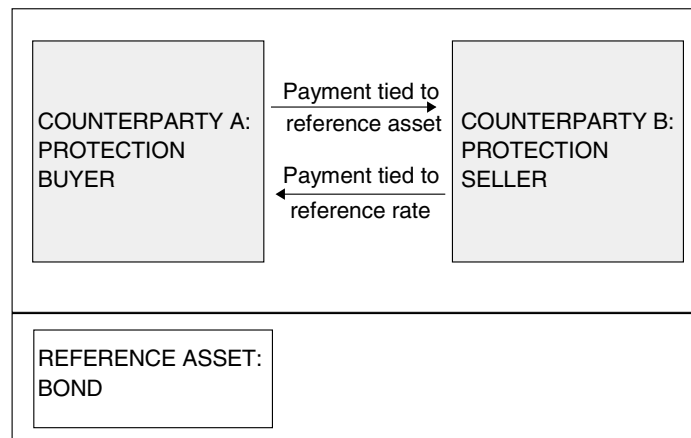 COUNTERPARTY A:
PROTECTION
BUYER
Payment tied to
reference asset
Payment tied to
reference rate
COUNTERPARTY B:
PROTECTION
SELLER
REFERENCE ASSET:
BOND